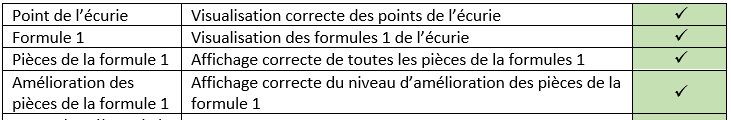 Point de l'écurie Visualisation correcte des points de l'écurie ✓
Formule 1 Visualisation des formules 1 de l'écurie ✓
Pièces de la formule 1 Affichage correcte de toutes les pièces de la formules 1 ✓
Amélioration des Affichage correcte du niveau d'amélioration des pièces de la ✓
pièces de la formule 1 formule 1